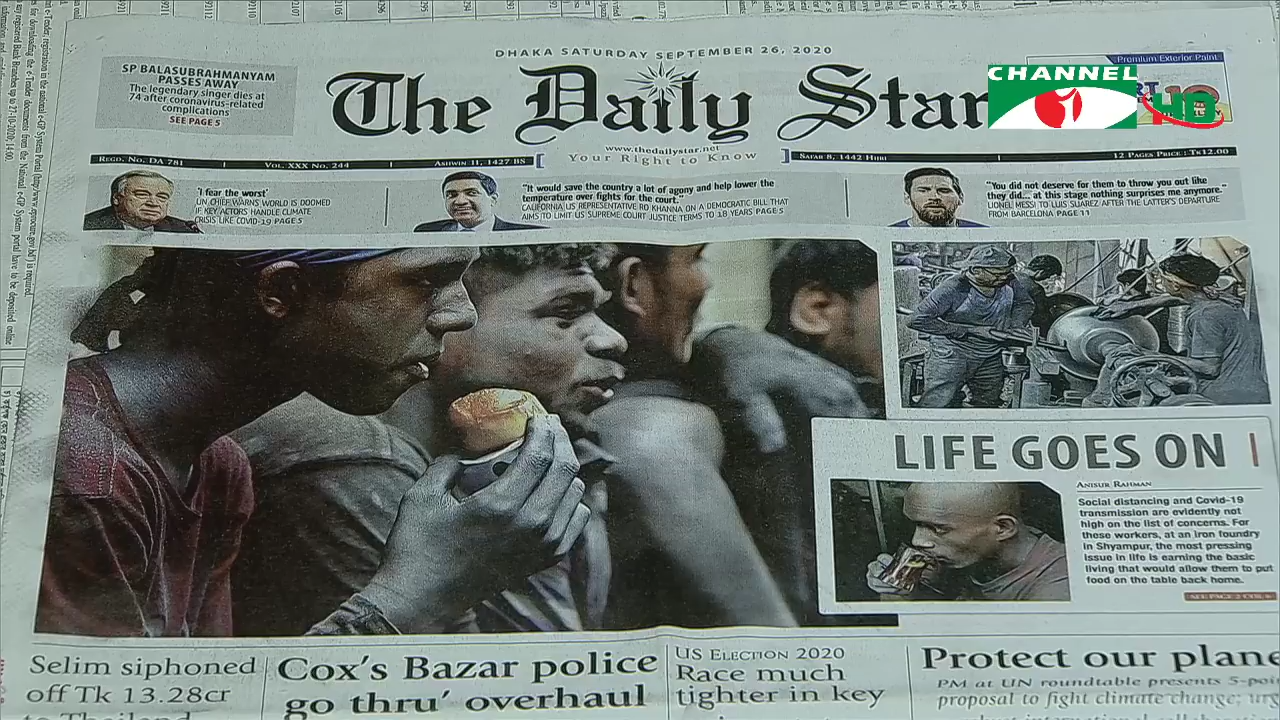 DHAKA SATURDAY SEPTEMBER 26, 2020
SP BALASUBRAHMANYAM
PASSES AWAY
The legendary singer dies at
74 after coronavirus-related
complications
SEE PAGE 5
The Daily Star
Premium Exterior Paint
CHANNEL
i HD
www.thedailystar.net
Your Right to Know
REGD. NO. DA 781
VOL. XXX NO. 244
ASHWIN 11, 1427 BS
SAFAR 8, 1442 HIJRI
12 PAGES PRICE : TK12.00
'I fear the worst'
UN CHIEF WARNS WORLD IS DOOMED
IF KEY ACTORS HANDLE CLIMATE
CRISIS LIKE COVID-19 PAGE 5
"It would save the country a lot of agony and help lower the
temperature over fights for the court."
CALIFORNIA US REPRESENTATIVE RO KHANNA ON A DEMOCRATIC BILL THAT
AIMS TO LIMIT US SUPREME COURT JUSTICE TERMS TO 18 YEARS PAGE 5
"You did not deserve for them to throw you out like
they did... at this stage nothing surprises me anymore."
LIONEL MESSI TO LUIS SUAREZ AFTER THE LATTER'S DEPARTURE
FROM BARCELONA PAGE 11
LIFE GOES ON
ANISUR RAHMAN
Social distancing and Covid-19
transmission are evidently not
high on the list of concerns. For
these workers, at an iron foundry
in Shyampur, the most pressing
issue in life is earning the basic
living that would allow them to put
food on the table back home.
SEE PAGE 2 COL 6
Selim siphoned
off Tk 13.28cr
to Thailand
Cox's Bazar police
go thru' overhaul
US ELECTION 2020
Race much
tighter in key
Protect our plane
PM AT UN roundtable presents 5-poi
proposal to fight climate change; urg